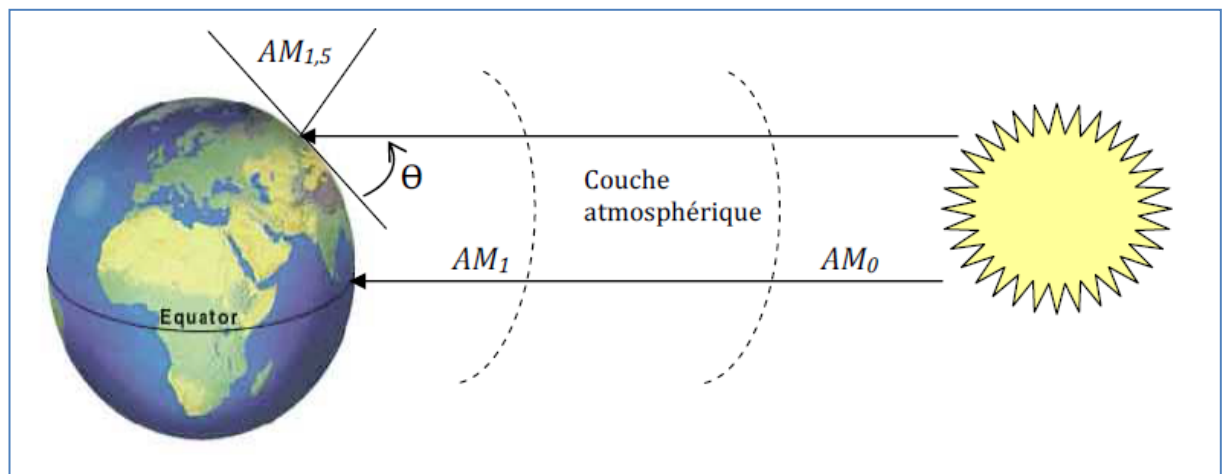 AM1,5
Θ
Couche
atmosphérique
AM1
AM0
Equator